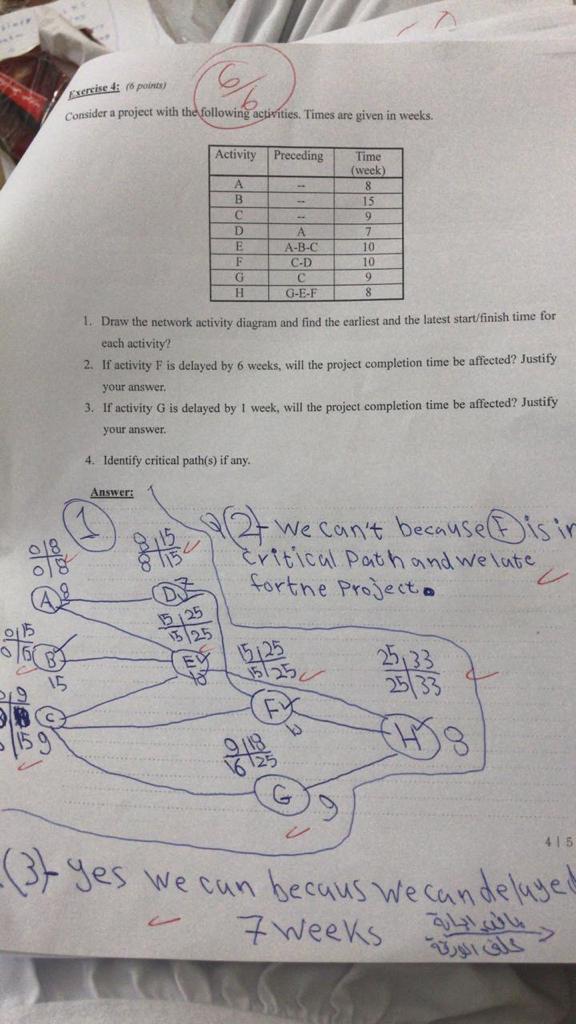 6/6
Exercise 4: (6 points)
Consider a project with the following activities. Times are given in weeks.
Activity Preceding Time (week)
A -- 8
B -- 15
C -- 9
D A 7
E A-B-C 10
F C-D 10
G C 9
H G-E-F 8
1. Draw the network activity diagram and find the earliest and the latest start/finish time for
each activity?
2. If activity F is delayed by 6 weeks, will the project completion time be affected? Justify
your answer.
3. If activity G is delayed by 1 week, will the project completion time be affected? Justify
your answer.
4. Identify critical path(s) if any.
Answer:
1
(2)- we can't because F is in
critical path and we late
for the project.
0 8
0 8
A 8
8 15
8 15
D 7
0 15
0 15
B
15
15 25
15 25
E
10
9
15
C 9
15 25
15 25
F
10
25 33
25 33
H 8
9 18
16 25
G 9
4 | 5
(3)- yes we can becaus we can delayed
7 weeks
باقي الإجابة
خلف الورقة